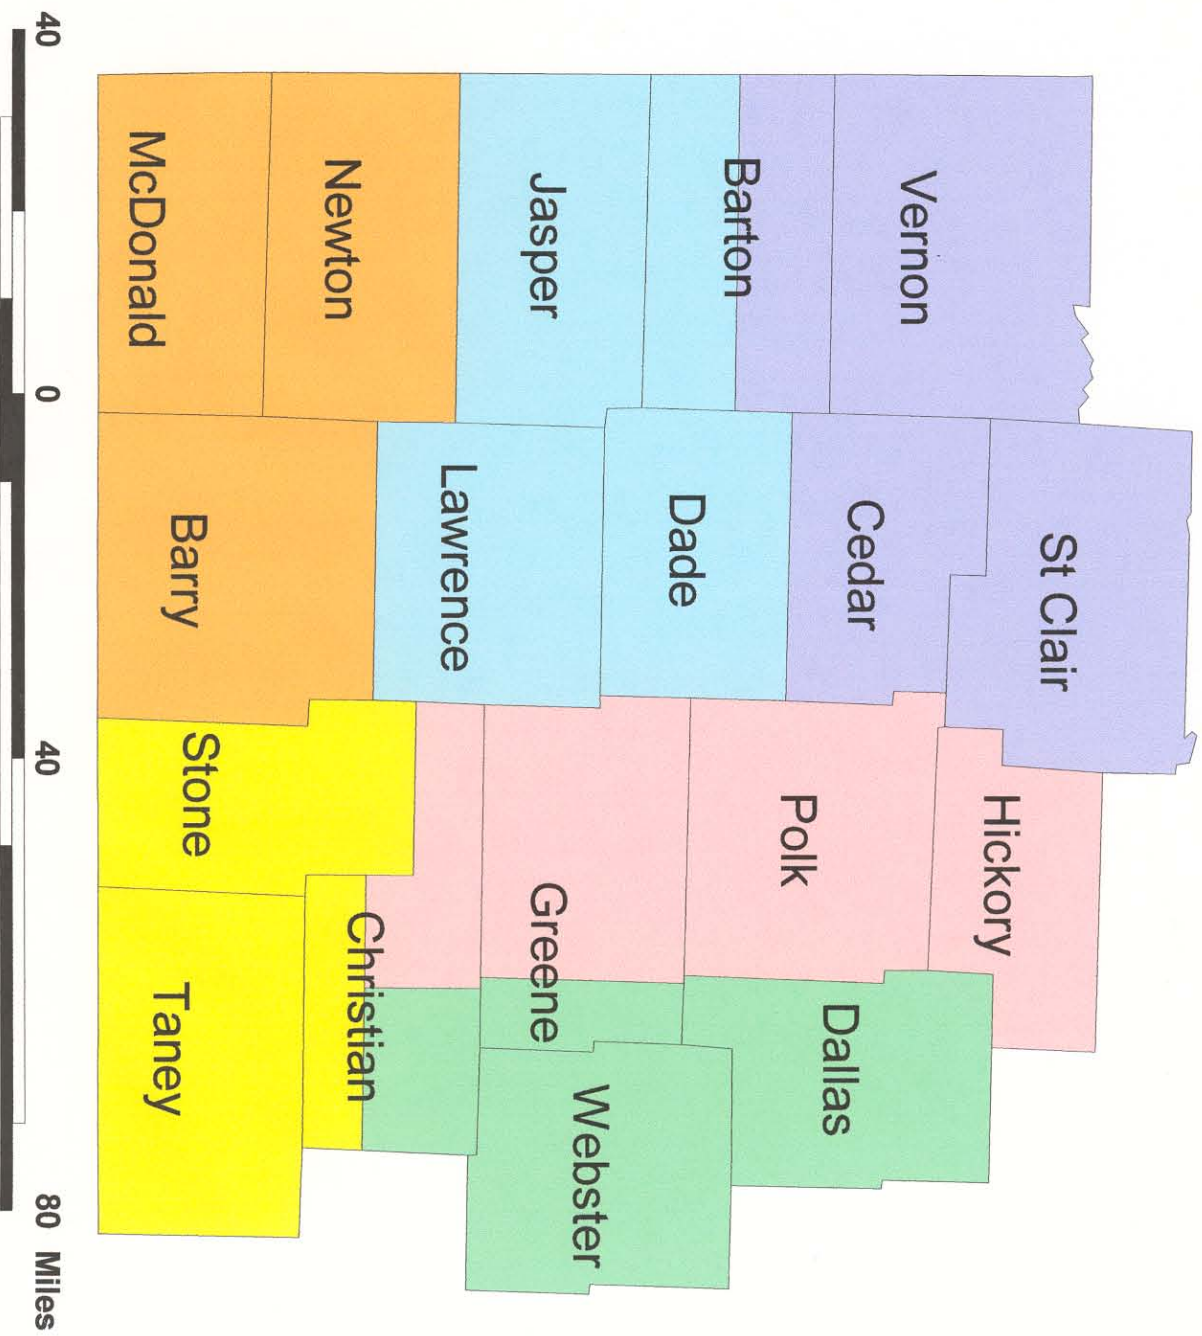 St Clair
Vernon
Hickory
Cedar
Barton
Polk
Dallas
Dade
Jasper
Greene
Webster
Lawrence
Newton
Christian
Barry
Stone
McDonald
Taney
40 0 40 80 Miles